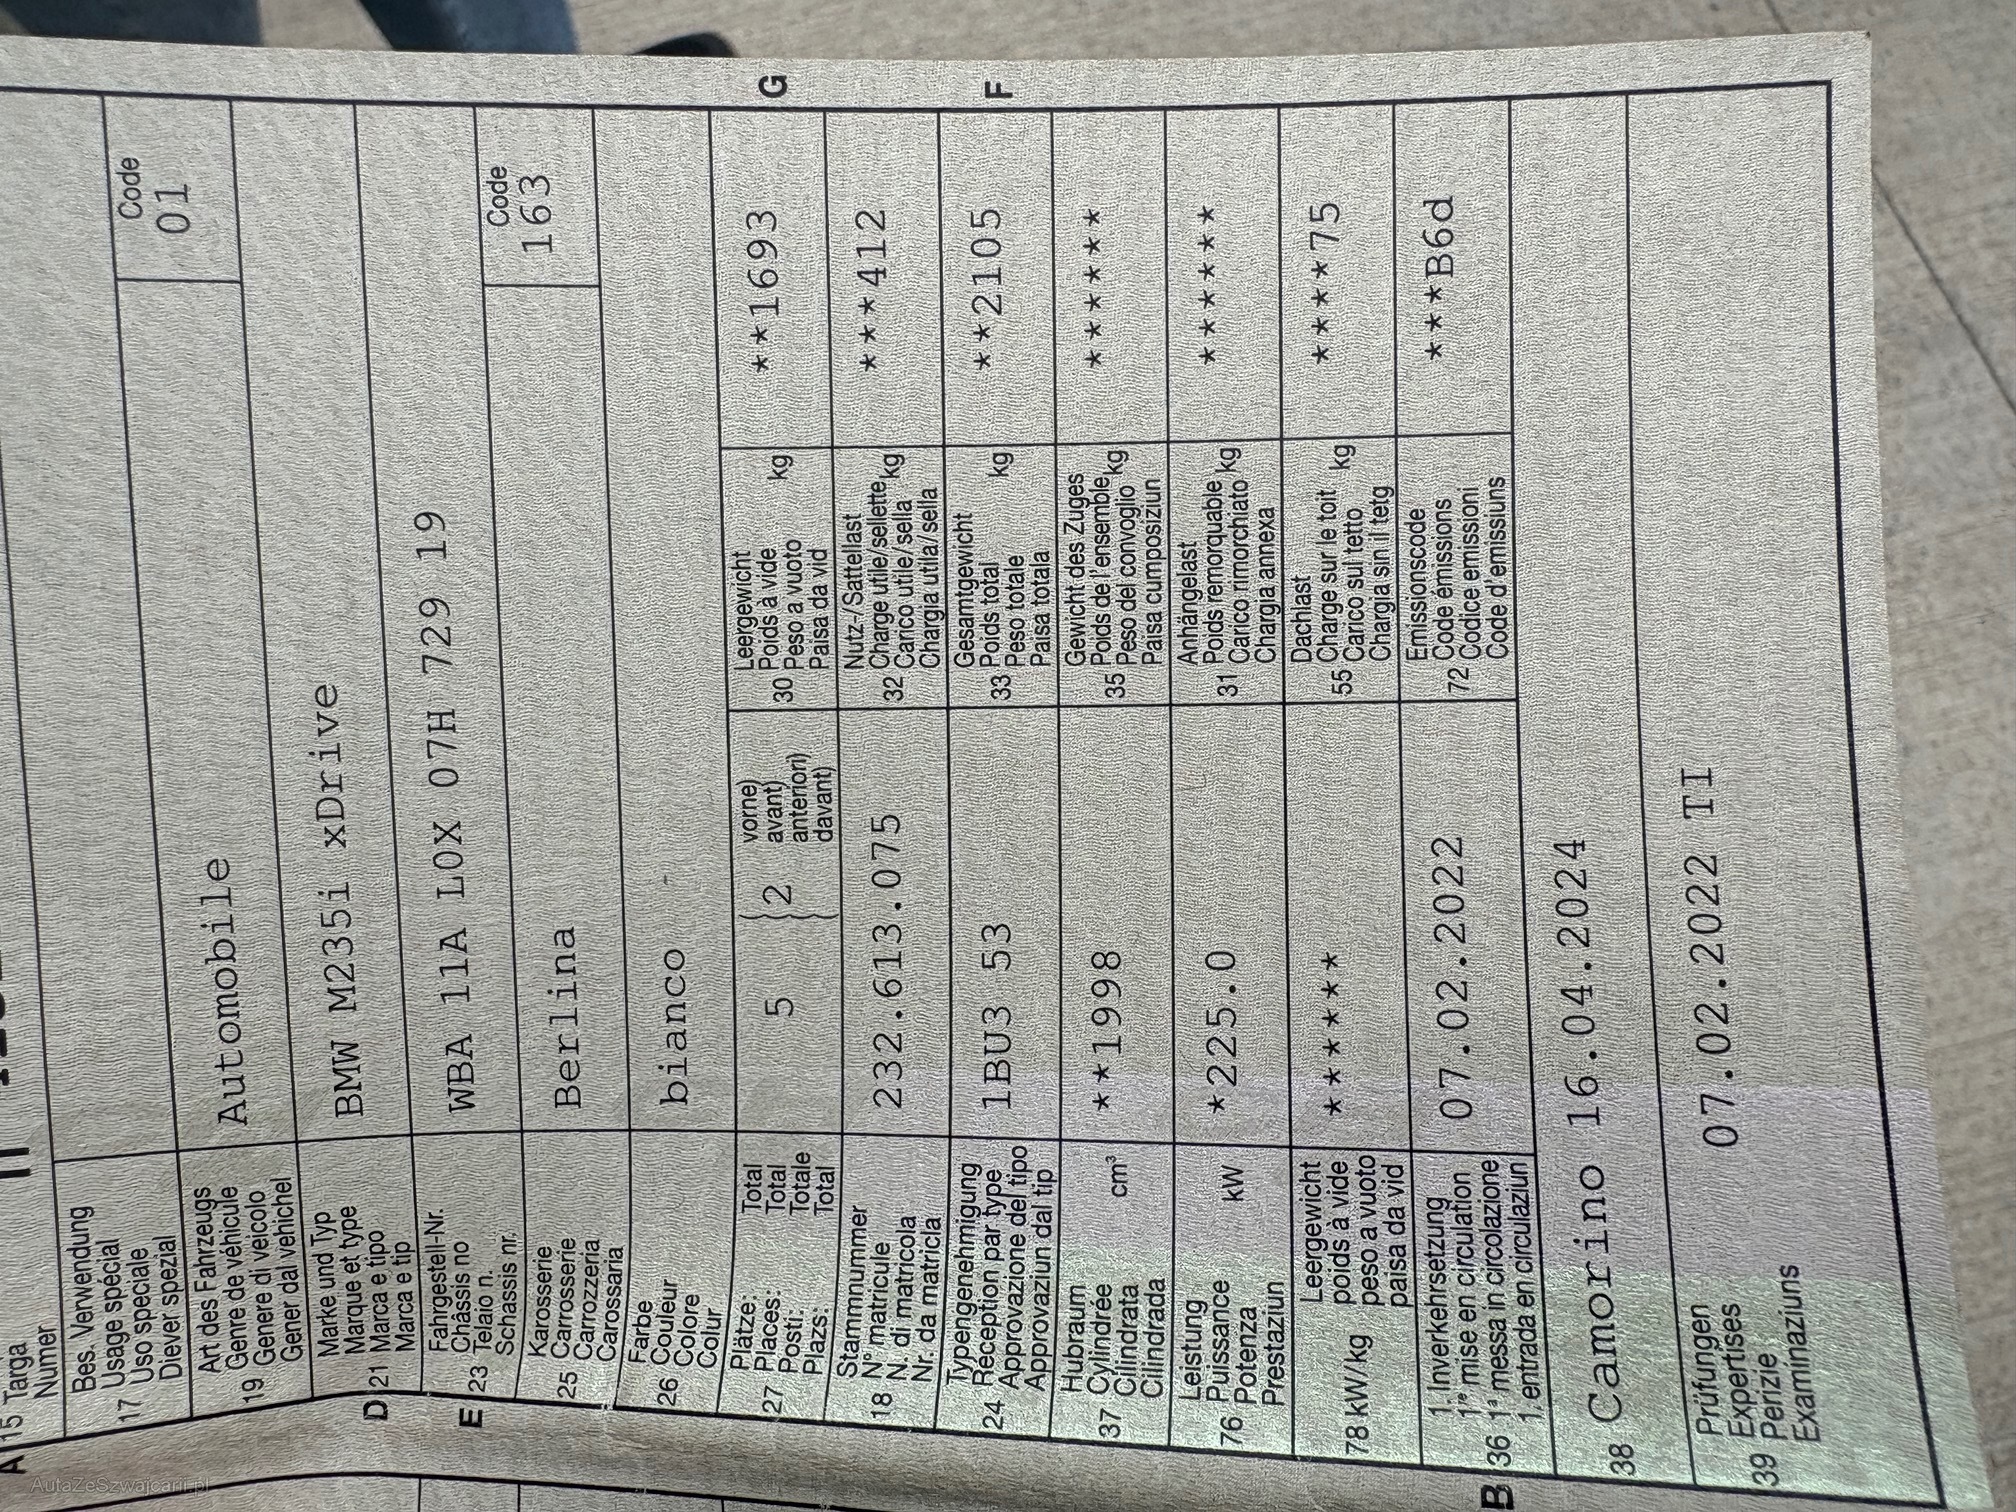 A 15 Targa
Numer
Bes. Verwendung
Usage spécial
17 Uso speciale
Diever spezial
Code
01
Art des Fahrzeugs
Genre de véhicule
19 Genere di veicolo
Gener dal vehichel
Automobile
Marke und Typ
Marque et type
D 21 Marca e tipo
Marca e tip
BMW M235i xDrive
Fahrgestell-Nr.
Châssis no
E 23 Telaio n.
Schassis nr.
WBA 11A L0X 07H 729 19
Karosserie
Carrosserie
25 Carrozzeria
Carossaria
Berlina
Code
163
Farbe
Couleur
26 Colore
Colur
bianco
Plätze: Total
Places: Total
27 Posti: Totale
Plazs: Total
5
2
vorne)
avant)
anteriori)
davant)
Leergewicht
30 Poids à vide
Peso a vuoto kg
Paisa da vid
**1693
G
Stammnummer
N° matricule
18 N. di matricola
Nr. da matricla
232.613.075
Nutz-/Sattellast
Charge utile/sellette
32 Carico utile/sella kg
Chargia utila/sella
***412
Typengenehmigung
24 Réception par type
Approvazione del tipo
Approvaziun dal tip
1BU3 53
Gesamtgewicht
33 Poids total kg
Peso totale
Paisa totala
**2105
F
Hubraum
37 Cylindrée cm³
Cilindrata
Cilindrada
**1998
Gewicht des Zuges
Poids de l'ensemble
35 Peso del convoglio kg
Paisa cumposiziun
*******
Leistung
Puissance
76 Potenza kW
Prestaziun
*225.0
Anhängelast
Poids remorquable
31 Carico rimorchiato kg
Chargia annexa
*******
78 kW/kg
Leergewicht
poids à vide
peso a vuoto
paisa da vid
*******
Dachlast
55 Charge sur le toit
Carico sul tetto kg
Chargia sin il tetg
*****75
1. Inverkehrsetzung
1re mise en circulation
B 36 1a messa in circolazione
1. entrada en circulaziun
07.02.2022
Emissionscode
Code émissions
72 Codice emissioni
Code d'emissiuns
***B6d
38 Camorino 16.04.2024
Prüfungen
Expertises
39 Perizie
Examinaziuns
07.02.2022 TI
AutaZeSzwajcarii.pl